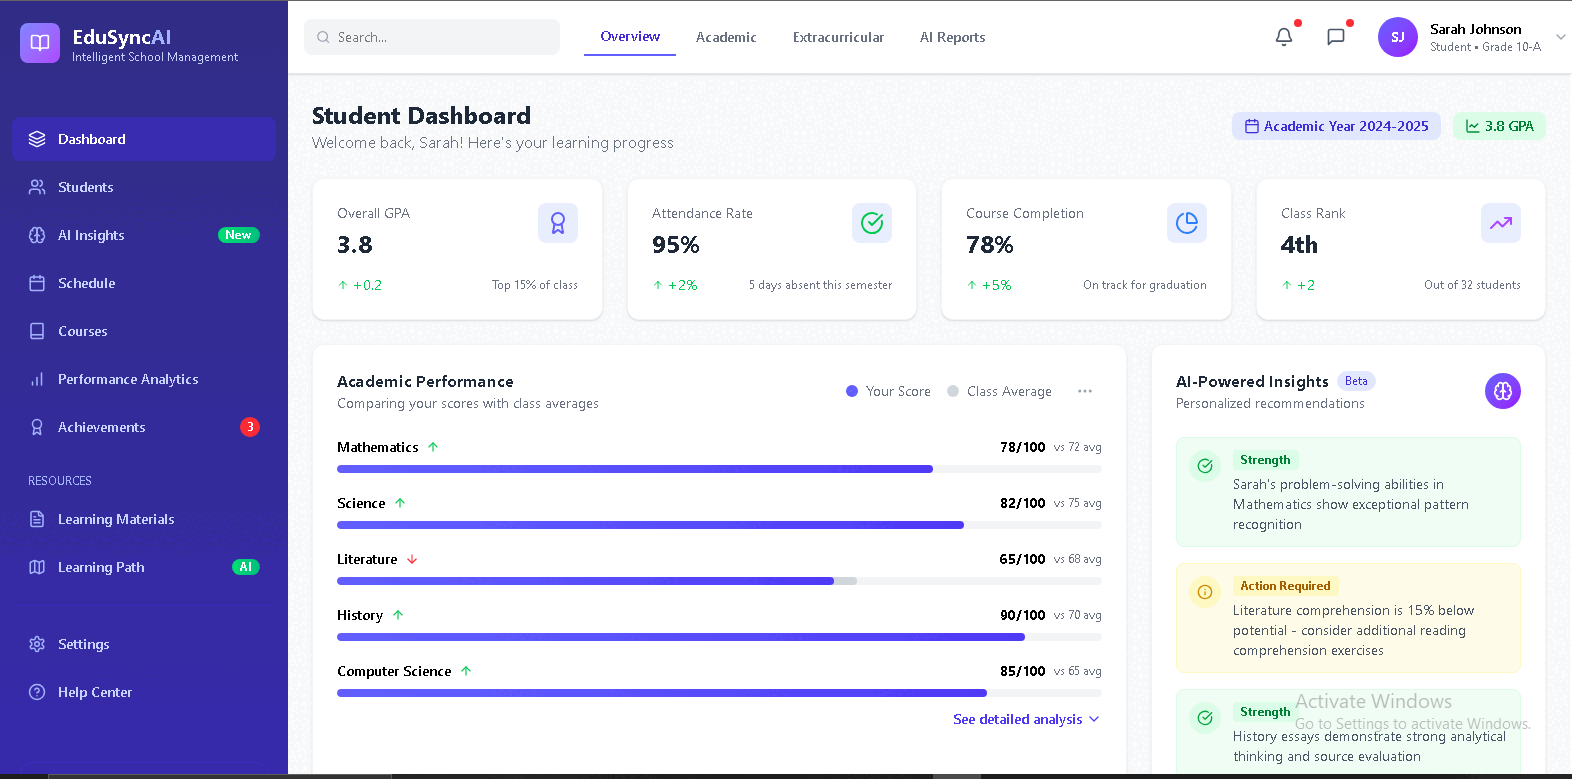 EduSyncAI
Intelligent School Management
Dashboard
Students
AI Insights New
Schedule
Courses
Performance Analytics
Achievements 3
RESOURCES
Learning Materials
Learning Path AI
Settings
Help Center
Search...
Overview Academic Extracurricular AI Reports
SJ
Sarah Johnson
Student • Grade 10-A
Student Dashboard
Welcome back, Sarah! Here's your learning progress
Academic Year 2024-2025
3.8 GPA
Overall GPA
3.8
+0.2 Top 15% of class
Attendance Rate
95%
+2% 5 days absent this semester
Course Completion
78%
+5% On track for graduation
Class Rank
4th
+2 Out of 32 students
Academic Performance
Comparing your scores with class averages
Your Score Class Average
Mathematics 78/100 vs 72 avg
Science 82/100 vs 75 avg
Literature 65/100 vs 68 avg
History 90/100 vs 70 avg
Computer Science 85/100 vs 65 avg
See detailed analysis
AI-Powered Insights Beta
Personalized recommendations
Strength
Sarah's problem-solving abilities in
Mathematics show exceptional pattern
recognition
Action Required
Literature comprehension is 15% below
potential - consider additional reading
comprehension exercises
Strength
History essays demonstrate strong analytical
thinking and source evaluation
Activate Windows
Go to Settings to activate Windows.